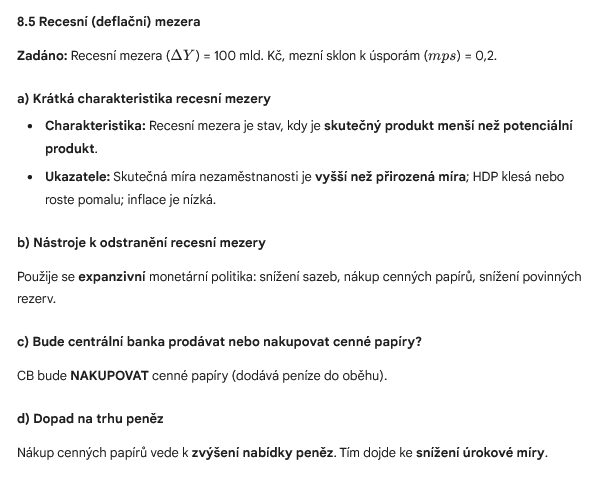 8.5 Recesní (deflační) mezera
Zadáno: Recesní mezera (ΔY) = 100 mld. Kč, mezní sklon k úsporám (mps) = 0,2.
a) Krátká charakteristika recesní mezery
• Charakteristika: Recesní mezera je stav, kdy je skutečný produkt menší než potenciální
produkt.
• Ukazatele: Skutečná míra nezaměstnanosti je vyšší než přirozená míra; HDP klesá nebo
roste pomalu; inflace je nízká.
b) Nástroje k odstranění recesní mezery
Použije se expanzivní monetární politika: snížení sazeb, nákup cenných papírů, snížení povinných
rezerv.
c) Bude centrální banka prodávat nebo nakupovat cenné papíry?
CB bude NAKUPOVAT cenné papíry (dodává peníze do oběhu).
d) Dopad na trhu peněz
Nákup cenných papírů vede k zvýšení nabídky peněz. Tím dojde ke snížení úrokové míry.